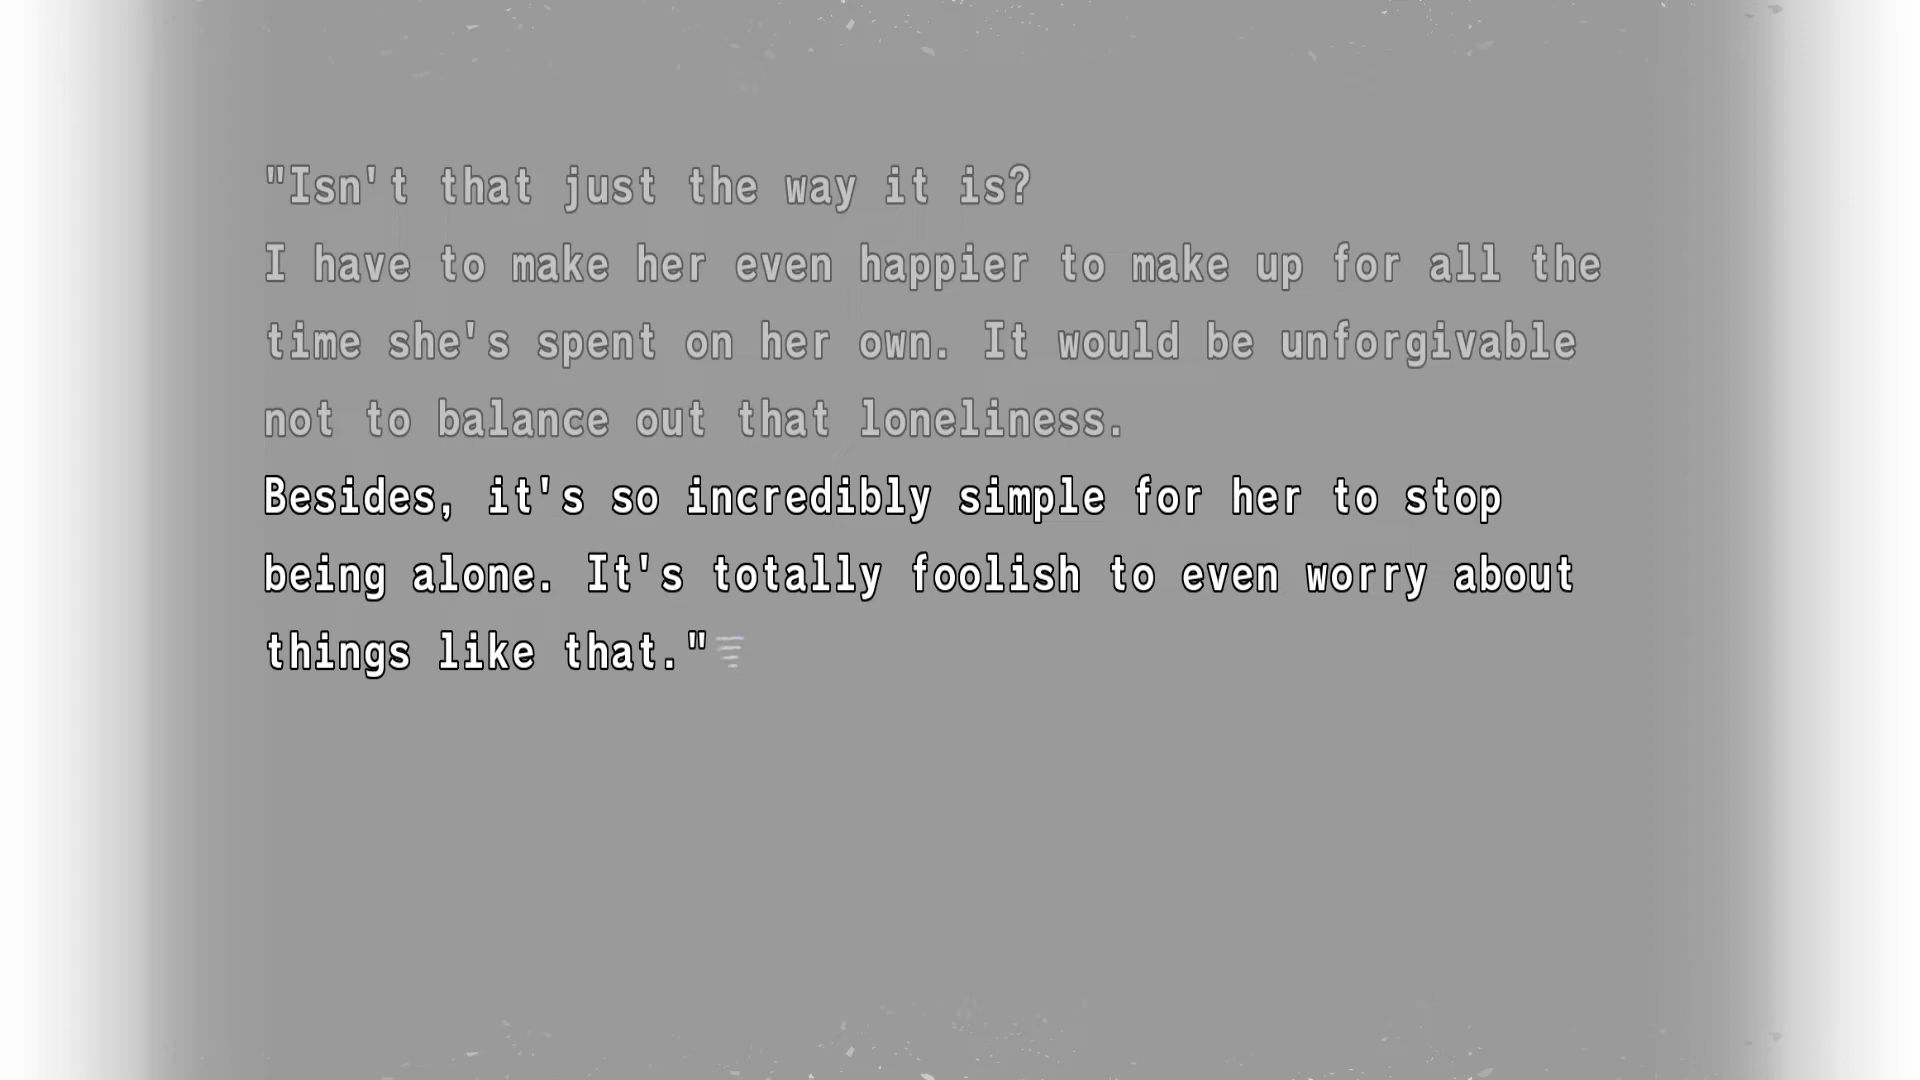 "Isn't that just the way it is?
I have to make her even happier to make up for all the
time she's spent on her own. It would be unforgivable
not to balance out that loneliness.
Besides, it's so incredibly simple for her to stop
being alone. It's totally foolish to even worry about
things like that."